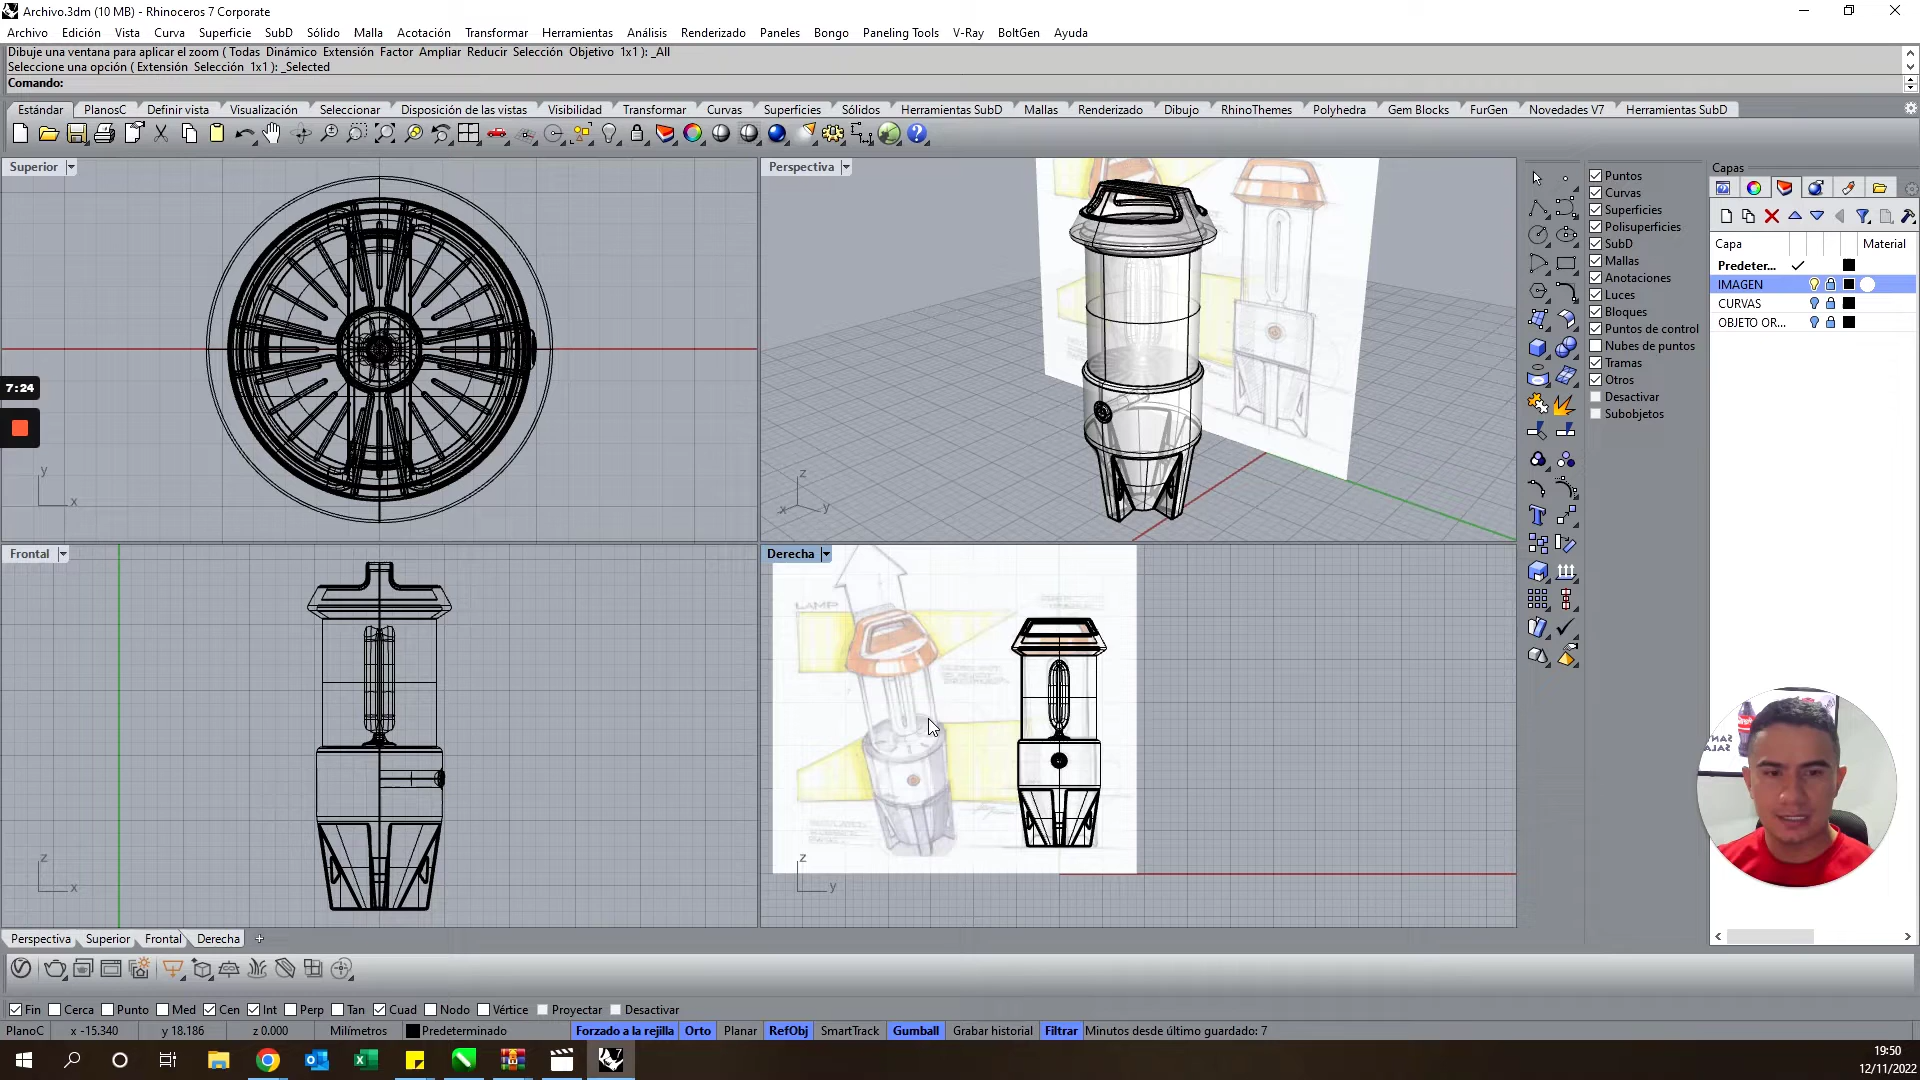 Archivo.3dm (10 MB) - Rhinoceros 7 Corporate
Archivo Edición Vista Curva Superficie SubD Sólido Malla Acotación Transformar Herramientas Análisis Renderizado Paneles Bongo Paneling Tools V-Ray BoltGen Ayuda
Dibuje una ventana para aplicar el zoom ( Todas Dinámico Extensión Factor Ampliar Reducir Selección Objetivo 1x1 ): _All
Seleccione una opción ( Extensión Selección 1x1 ): _Selected
Comando:
Estándar PlanosC Definir vista Visualización Seleccionar Disposición de las vistas Visibilidad Transformar Curvas Superficies Sólidos Herramientas SubD Mallas Renderizado Dibujo RhinoThemes Polyhedra Gem Blocks FurGen Novedades V7 Herramientas SubD
Superior
Perspectiva
Capas
Puntos
Curvas
Superficies
Polisuperficies
SubD
Mallas
Anotaciones
Luces
Bloques
Puntos de control
Nubes de puntos
Tramas
Otros
Desactivar
Subobjetos
Capa Material
Predeter...
IMAGEN
CURVAS
OBJETO OR...
7:24
y
x
z
x
y
Frontal
Derecha
LAMP
z
x
z
y
Perspectiva Superior Frontal Derecha
Fin Cerca Punto Med Cen Int Perp Tan Cuad Nodo Vértice Proyectar Desactivar
PlanoC x -15.340 y 18.186 z 0.000 Milímetros Predeterminado Forzado a la rejilla Orto Planar RefObj SmartTrack Gumball Grabar historial Filtrar Minutos desde último guardado: 7
19:50
12/11/2022